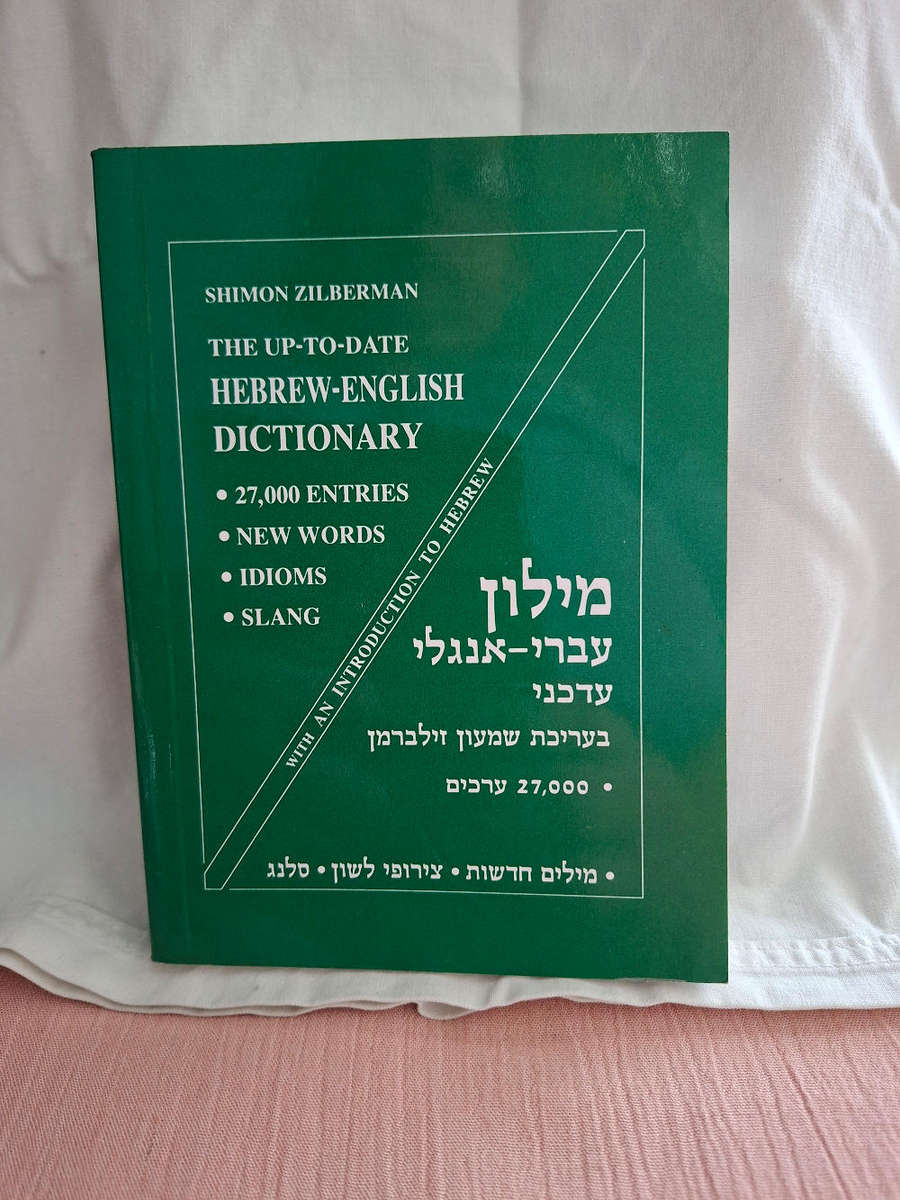 SHIMON ZILBERMAN
THE UP-TO-DATE
HEBREW-ENGLISH
DICTIONARY
• 27,000 ENTRIES
• NEW WORDS
• IDIOMS
• SLANG
WITH AN INTRODUCTION TO HEBREW
מילון
עברי-אנגלי
עדכני
בעריכת שמעון זילברמן
• 27,000 ערכים
• מילים חדשות • צירופי לשון • סלנג